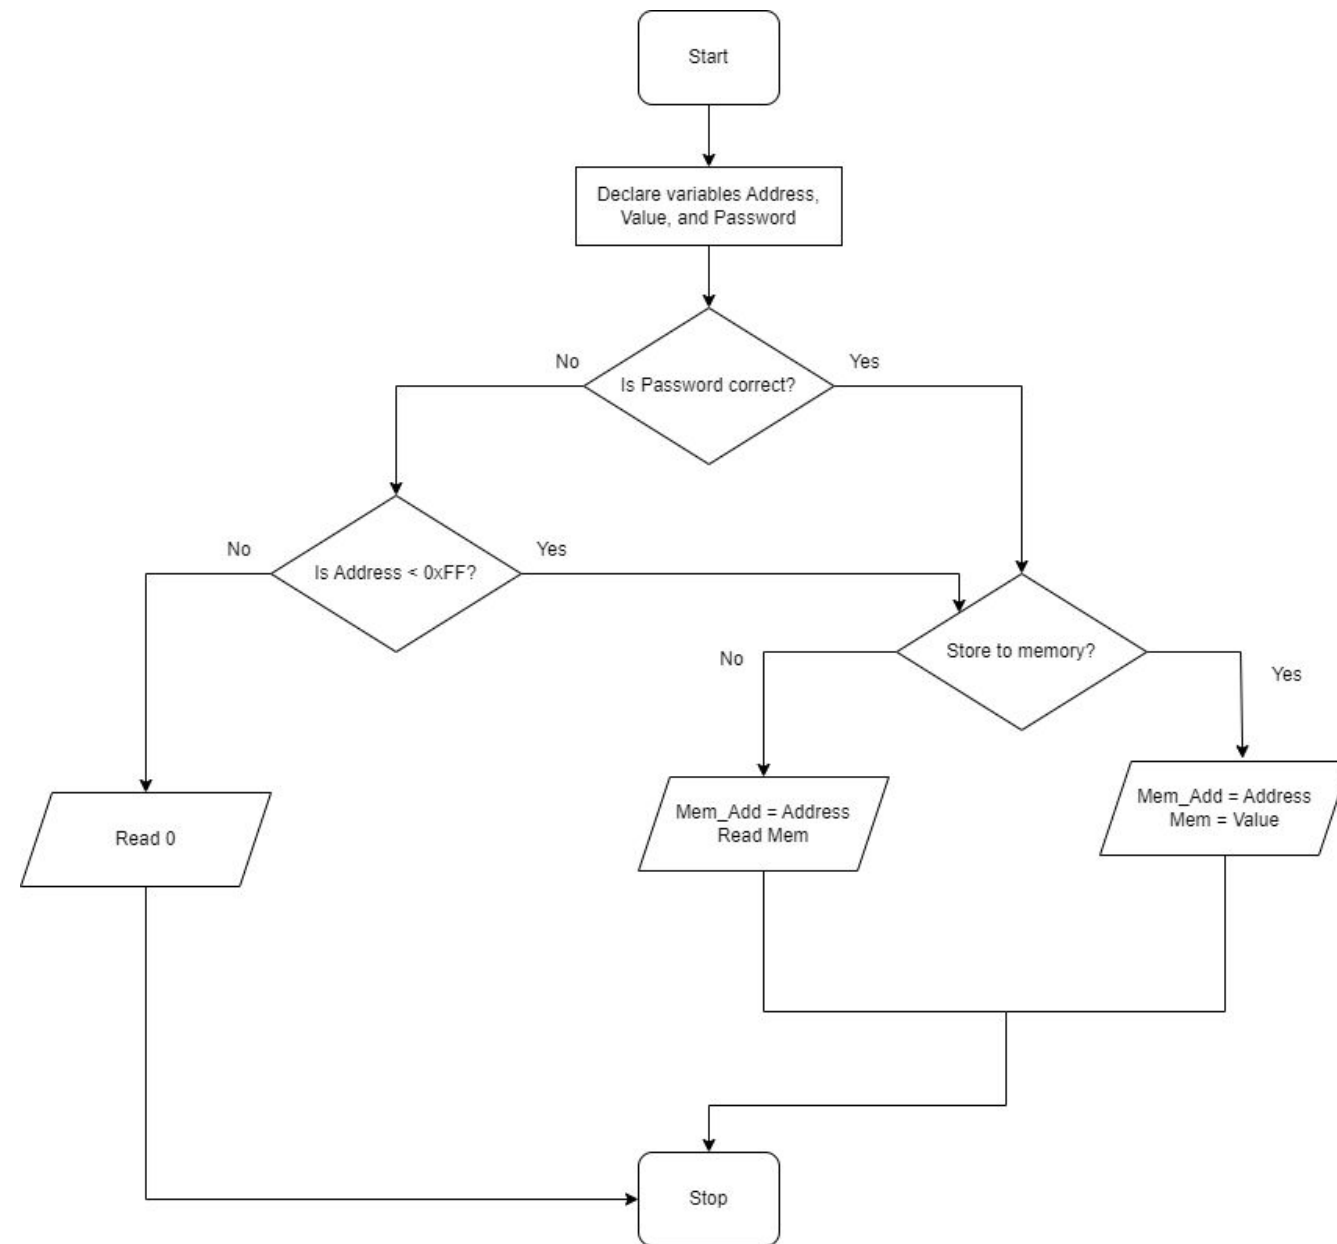 Start
Declare variables Address,
Value, and Password
No
Yes
Is Password correct?
No
Yes
Is Address < 0xFF?
No
Store to memory?
Yes
Mem_Add = Address
Read Mem
Mem_Add = Address
Mem = Value
Read 0
Stop